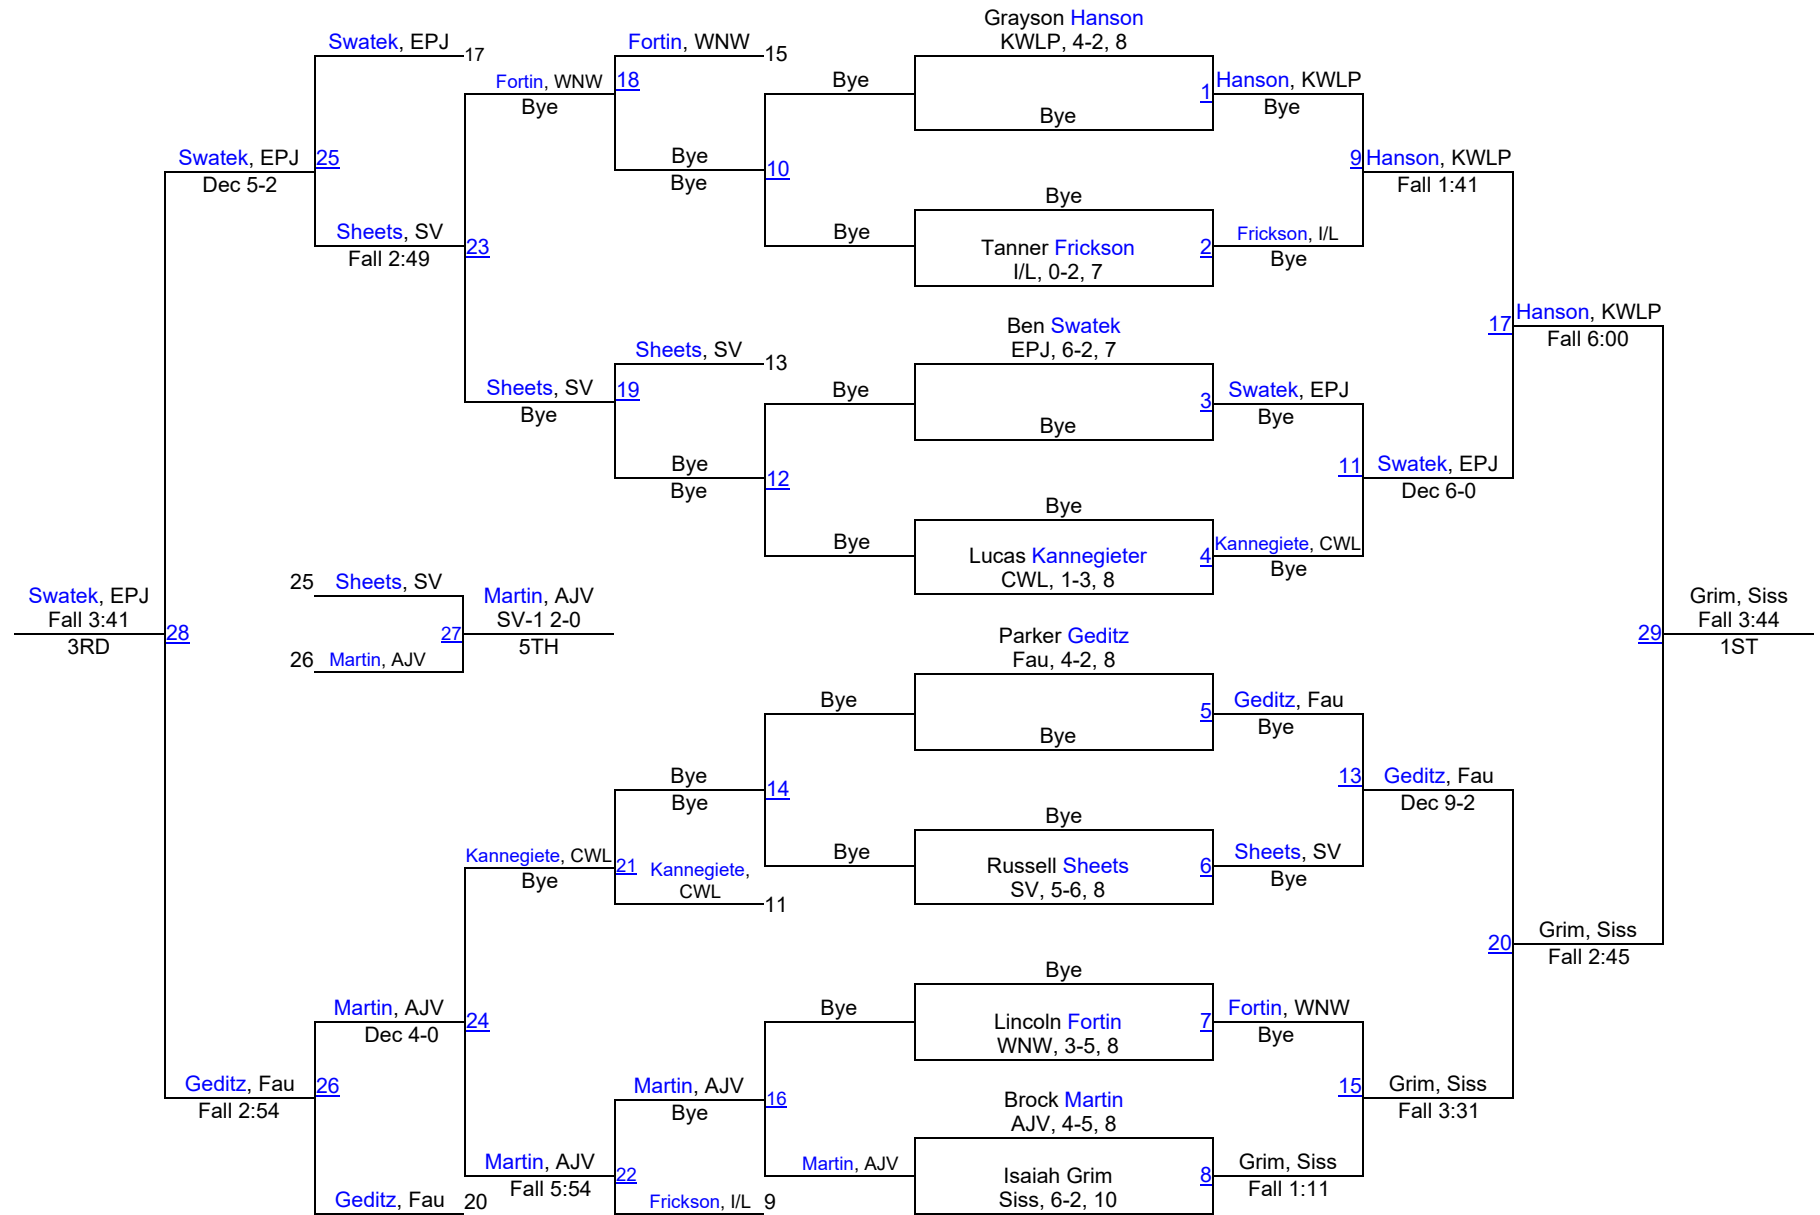 Grayson Hanson
KWLP, 4-2, 8
Swatek, EPJ
17
Fortin, WNW
15
Fortin, WNW
Bye
18
Bye
1
Hanson, KWLP
Bye
Bye
Swatek, EPJ
Dec 5-2
25
Bye
Bye
10
9
Hanson, KWLP
Fall 1:41
Bye
Sheets, SV
Fall 2:49
23
Bye
Tanner Frickson
I/L, 0-2, 7
2
Frickson, I/L
Bye
Ben Swatek
EPJ, 6-2, 7
17
Hanson, KWLP
Fall 6:00
Sheets, SV
13
Sheets, SV
Bye
19
Bye
3
Swatek, EPJ
Bye
Bye
Bye
Bye
12
11
Swatek, EPJ
Dec 6-0
Bye
Bye
Lucas Kannegieter
CWL, 1-3, 8
4
Kannegiete, CWL
Bye
Swatek, EPJ
Fall 3:41
3RD
28
25
Sheets, SV
26
Martin, AJV
27
Martin, AJV
SV-1 2-0
5TH
Parker Geditz
Fau, 4-2, 8
29
Grim, Siss
Fall 3:44
1ST
Bye
5
Geditz, Fau
Bye
Bye
Bye
Bye
14
13
Geditz, Fau
Dec 9-2
Bye
Kannegiete, CWL
Bye
21
Kannegiete,
CWL
11
Bye
Russell Sheets
SV, 5-6, 8
6
Sheets, SV
Bye
20
Grim, Siss
Fall 2:45
Bye
Martin, AJV
Dec 4-0
24
Bye
Lincoln Fortin
WNW, 3-5, 8
7
Fortin, WNW
Bye
Geditz, Fau
Fall 2:54
26
Martin, AJV
Bye
16
Brock Martin
AJV, 4-5, 8
15
Grim, Siss
Fall 3:31
Martin, AJV
Fall 5:54
22
Martin, AJV
Isaiah Grim
Siss, 6-2, 10
8
Grim, Siss
Fall 1:11
Geditz, Fau
20
Frickson, I/L
9